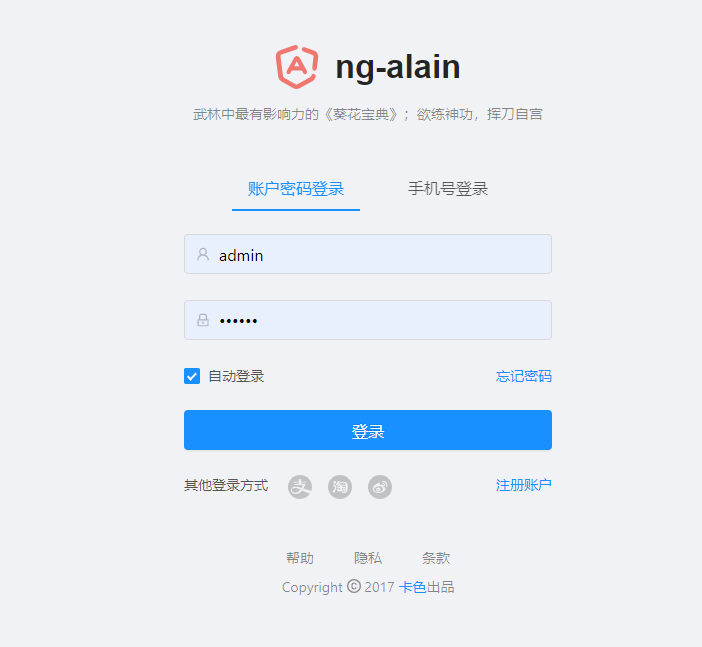 ng-alain
武林中最有影响力的《葵花宝典》；欲练神功，挥刀自宫
账户密码登录 手机号登录
admin
••••••
自动登录 忘记密码
登录
其他登录方式 支 淘 注册账户
帮助 隐私 条款
Copyright © 2017 卡色出品